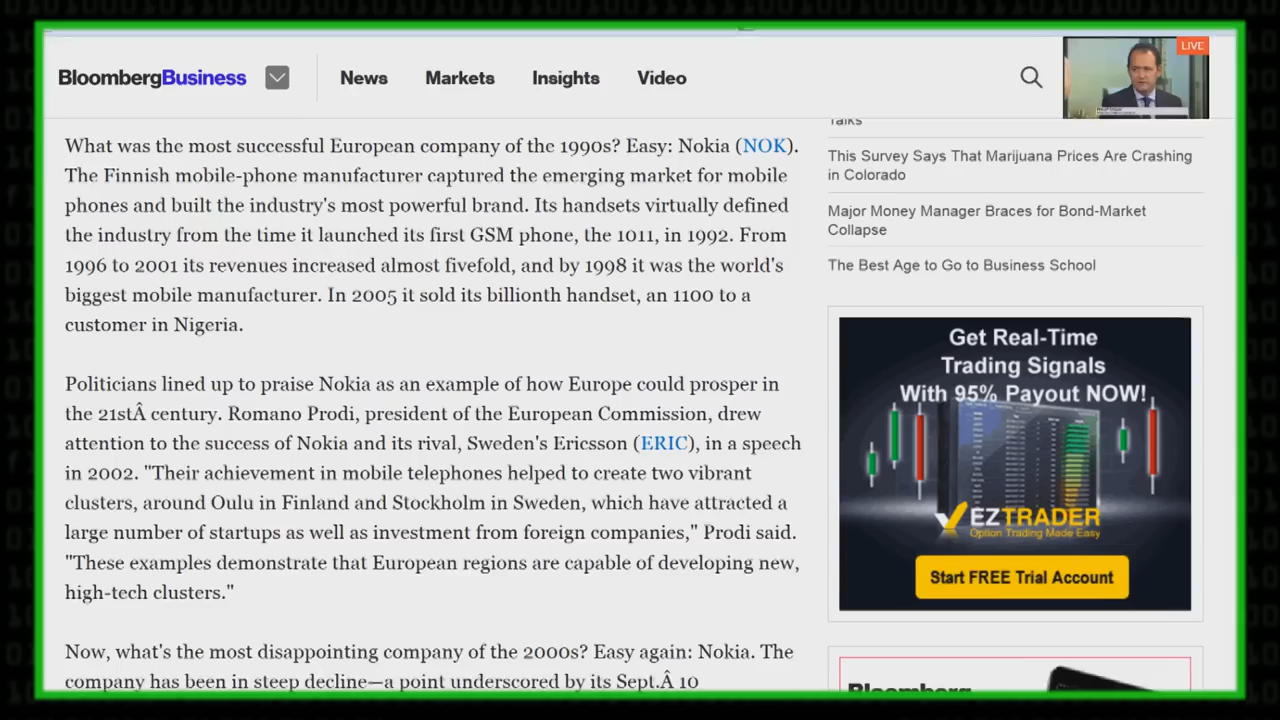 BloombergBusiness
News
Markets
Insights
Video
LIVE
What was the most successful European company of the 1990s? Easy: Nokia (NOK).
The Finnish mobile-phone manufacturer captured the emerging market for mobile
phones and built the industry's most powerful brand. Its handsets virtually defined
the industry from the time it launched its first GSM phone, the 1011, in 1992. From
1996 to 2001 its revenues increased almost fivefold, and by 1998 it was the world's
biggest mobile manufacturer. In 2005 it sold its billionth handset, an 1100 to a
customer in Nigeria.
Politicians lined up to praise Nokia as an example of how Europe could prosper in
the 21stÂ century. Romano Prodi, president of the European Commission, drew
attention to the success of Nokia and its rival, Sweden's Ericsson (ERIC), in a speech
in 2002. "Their achievement in mobile telephones helped to create two vibrant
clusters, around Oulu in Finland and Stockholm in Sweden, which have attracted a
large number of startups as well as investment from foreign companies," Prodi said.
"These examples demonstrate that European regions are capable of developing new,
high-tech clusters."
Now, what's the most disappointing company of the 2000s? Easy again: Nokia. The
company has been in steep decline—a point underscored by its Sept.Â 10
Talks
This Survey Says That Marijuana Prices Are Crashing
in Colorado
Major Money Manager Braces for Bond-Market
Collapse
The Best Age to Go to Business School
Get Real-Time
Trading Signals
With 95% Payout NOW!
EZTRADER
Option Trading Made Easy
Start FREE Trial Account
Bloomberg